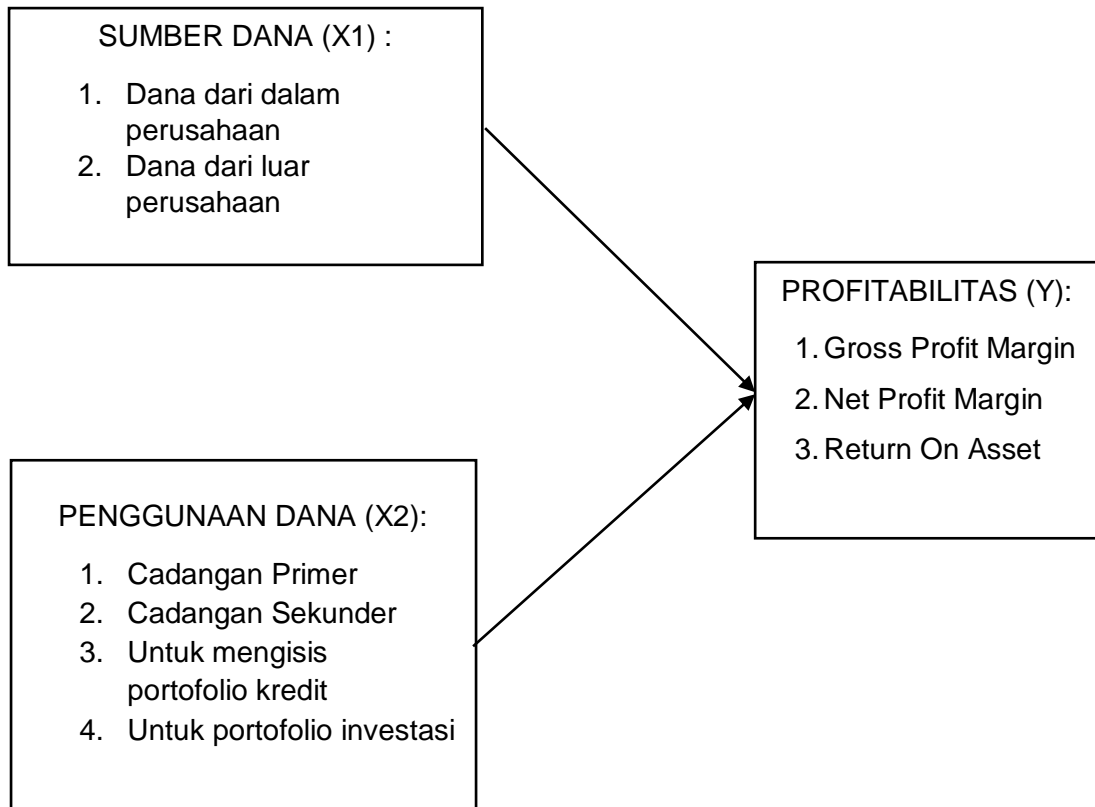 SUMBER DANA (X1) :
1. Dana dari dalam
perusahaan
2. Dana dari luar
perusahaan
PROFITABILITAS (Y):
1. Gross Profit Margin
2. Net Profit Margin
3. Return On Asset
PENGGUNAAN DANA (X2):
1. Cadangan Primer
2. Cadangan Sekunder
3. Untuk mengisis
portofolio kredit
4. Untuk portofolio investasi